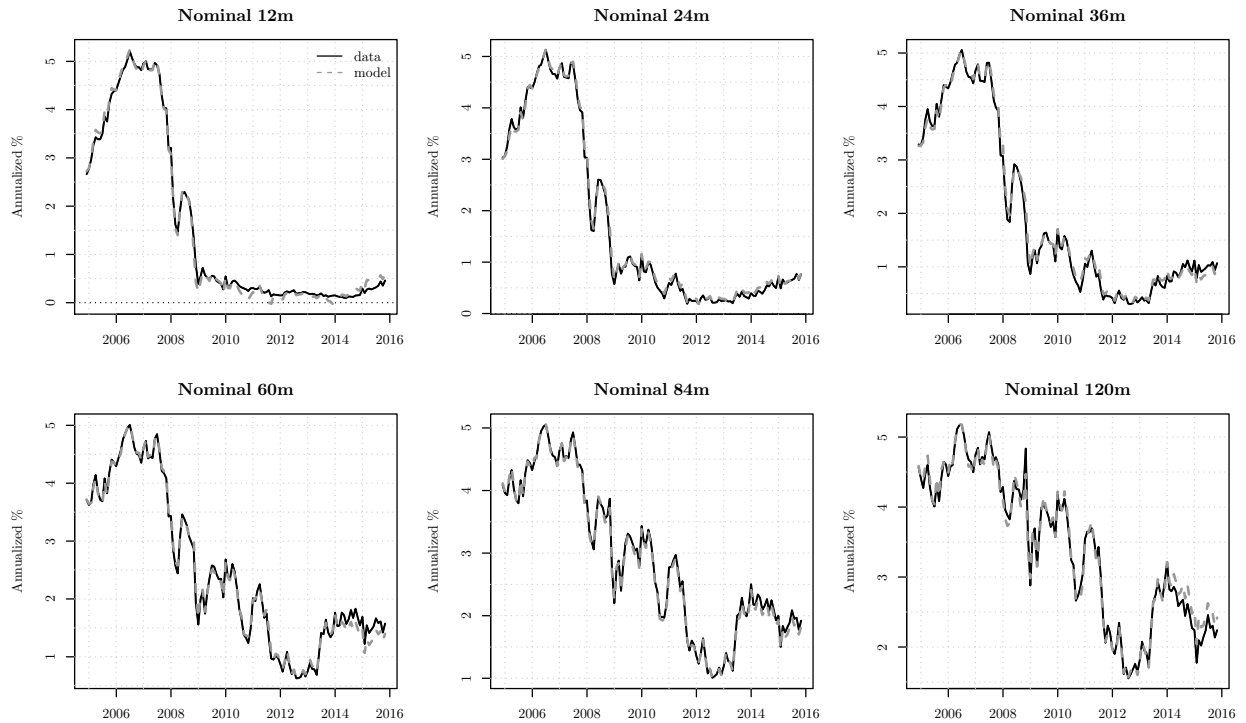 Nominal 12m
Nominal 24m
Nominal 36m
data
model
Annualized %
0 1 2 3 4 5
2006 2008 2010 2012 2014 2016
Annualized %
0 1 2 3 4 5
2006 2008 2010 2012 2014 2016
Annualized %
1 2 3 4 5
2006 2008 2010 2012 2014 2016
Nominal 60m
Nominal 84m
Nominal 120m
Annualized %
1 2 3 4 5
2006 2008 2010 2012 2014 2016
Annualized %
1 2 3 4 5
2006 2008 2010 2012 2014 2016
Annualized %
2 3 4 5
2006 2008 2010 2012 2014 2016